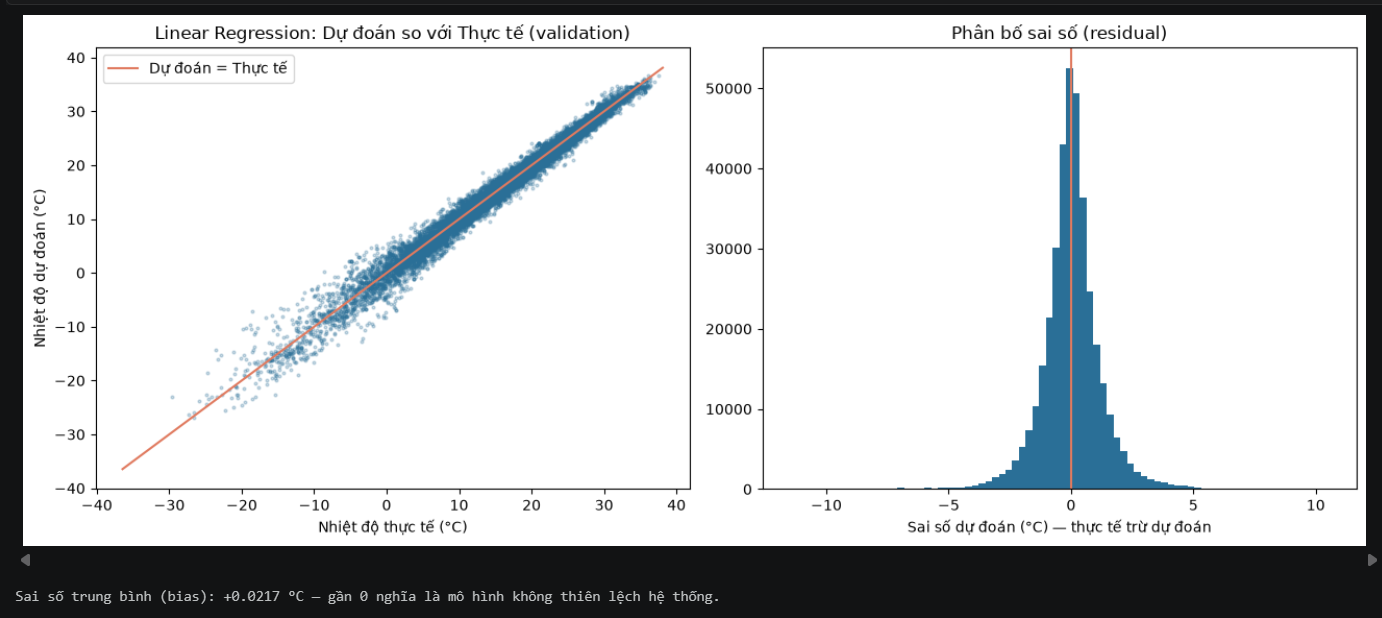 Linear Regression: Dự đoán so với Thực tế (validation)
Dự đoán = Thực tế
Nhiệt độ dự đoán (°C)
40
30
20
10
0
−10
−20
−30
−40
−40 −30 −20 −10 0 10 20 30 40
Nhiệt độ thực tế (°C)
Phân bố sai số (residual)
50000
40000
30000
20000
10000
0
−10 −5 0 5 10
Sai số dự đoán (°C) — thực tế trừ dự đoán
Sai số trung bình (bias): +0.0217 °C — gần 0 nghĩa là mô hình không thiên lệch hệ thống.